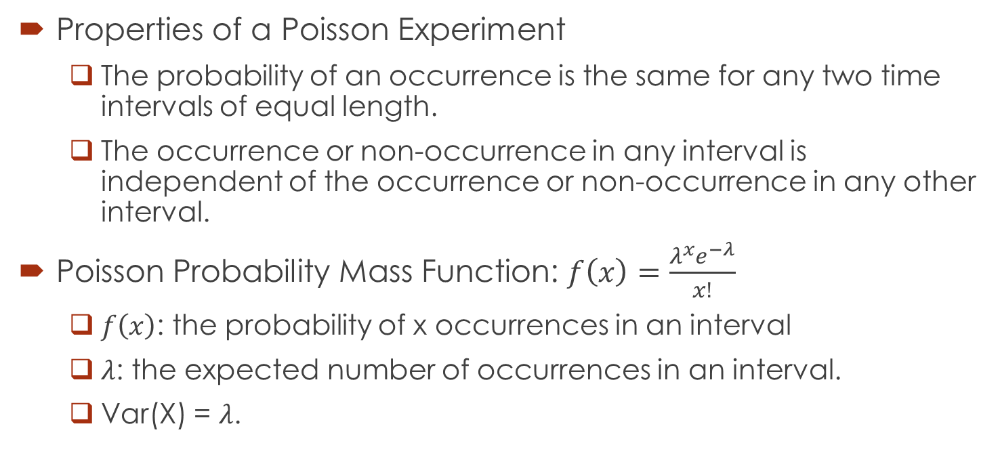 Properties of a Poisson Experiment
The probability of an occurrence is the same for any two time
intervals of equal length.
The occurrence or non-occurrence in any interval is
independent of the occurrence or non-occurrence in any other
interval.
Poisson Probability Mass Function: $f(x) = \frac{\lambda^x e^{-\lambda}}{x!}$
$f(x)$: the probability of x occurrences in an interval
$\lambda$: the expected number of occurrences in an interval.
Var(X) = $\lambda$.